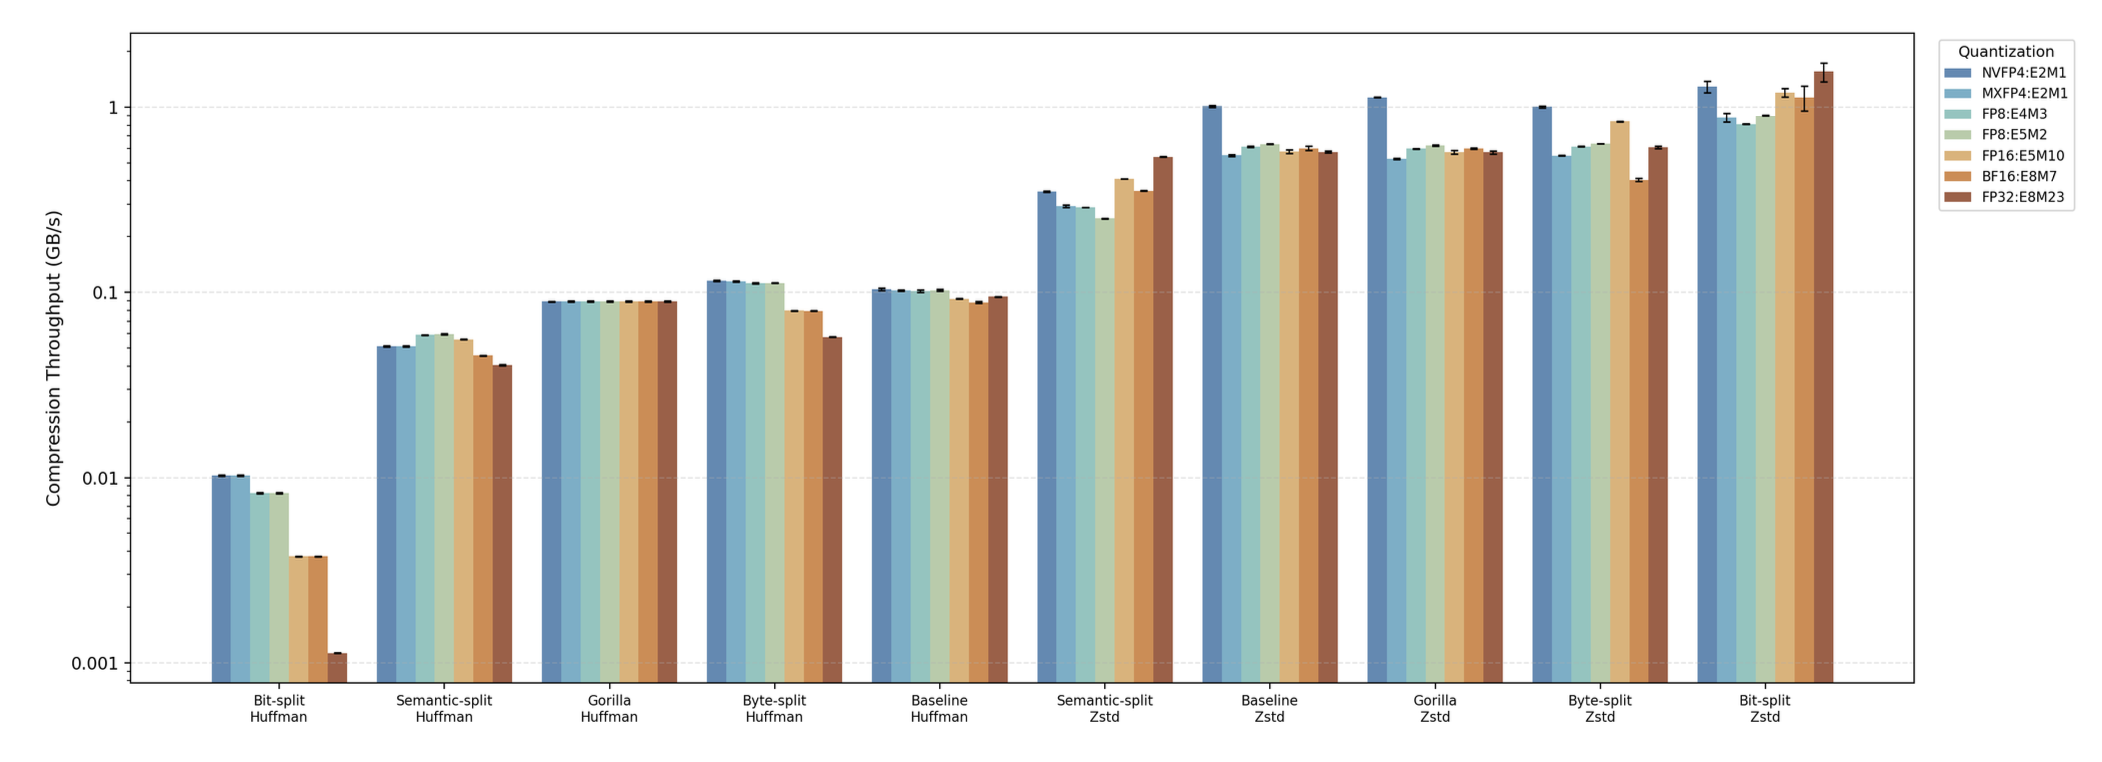 Compression Throughput (GB/s)
1
0.1
0.01
0.001
Bit-split
Huffman
Semantic-split
Huffman
Gorilla
Huffman
Byte-split
Huffman
Baseline
Huffman
Semantic-split
Zstd
Baseline
Zstd
Gorilla
Zstd
Byte-split
Zstd
Bit-split
Zstd
Quantization
NVFP4:E2M1
MXFP4:E2M1
FP8:E4M3
FP8:E5M2
FP16:E5M10
BF16:E8M7
FP32:E8M23